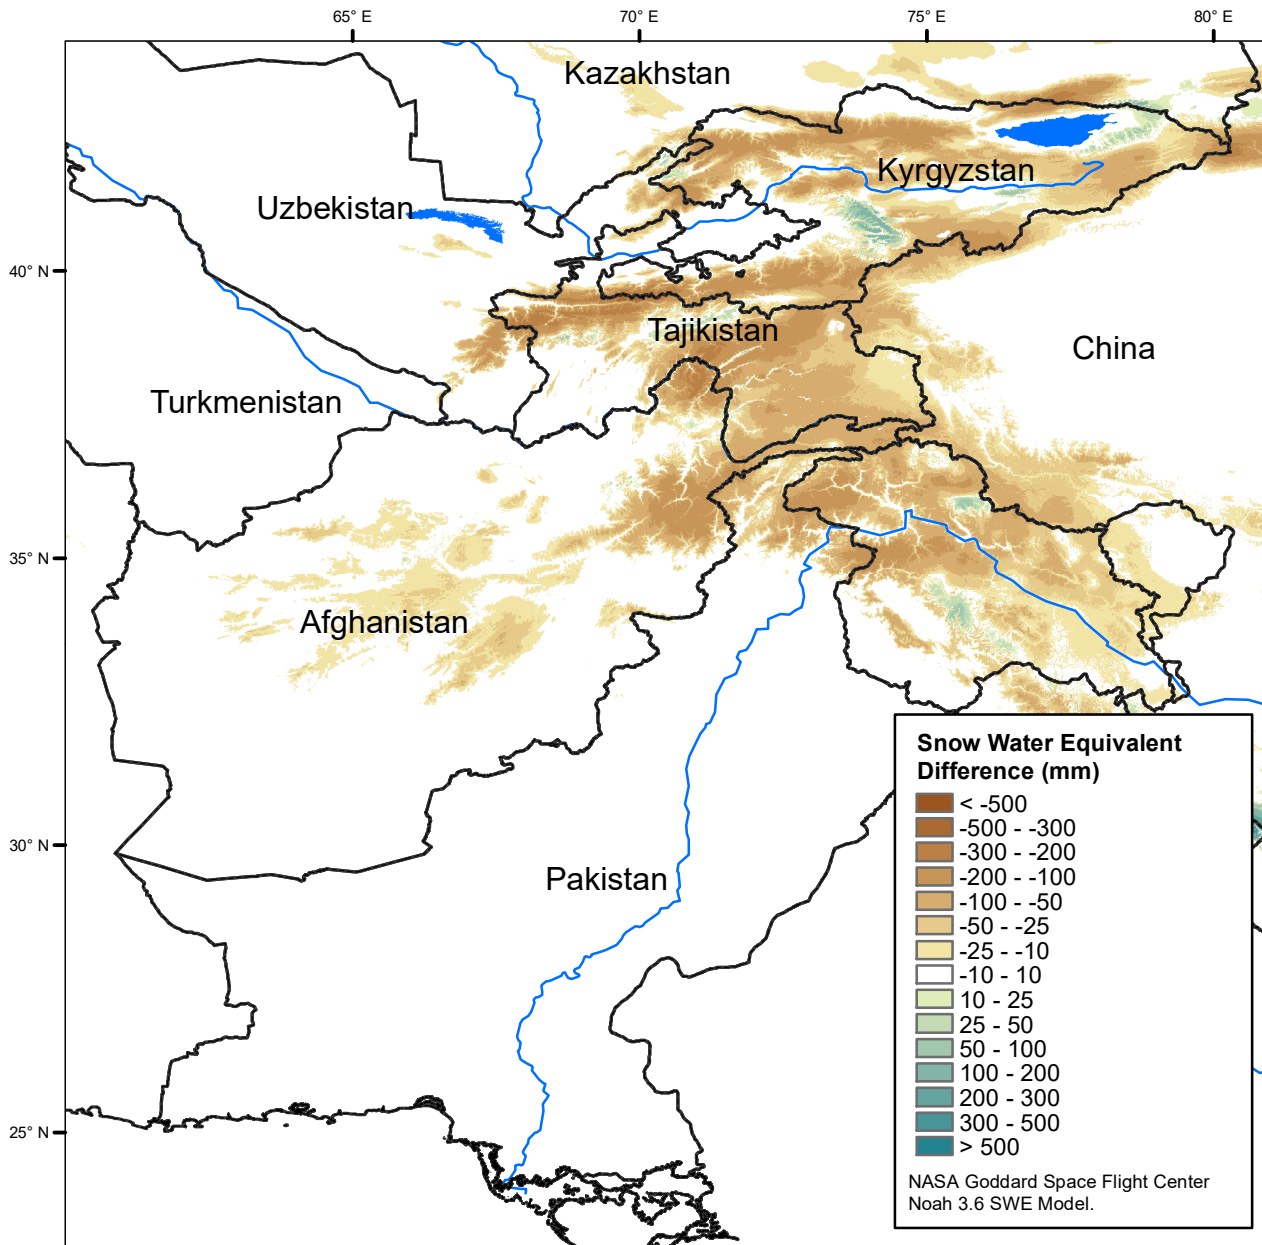 65° E
70° E
75° E
80° E
Kazakhstan
Kyrgyzstan
Uzbekistan
40° N
Tajikistan
China
Turkmenistan
35° N
Afghanistan
30° N
Pakistan
25° N
Snow Water Equivalent
Difference (mm)
< -500
-500 - -300
-300 - -200
-200 - -100
-100 - -50
-50 - -25
-25 - -10
-10 - 10
10 - 25
25 - 50
50 - 100
100 - 200
200 - 300
300 - 500
> 500
NASA Goddard Space Flight Center
Noah 3.6 SWE Model.